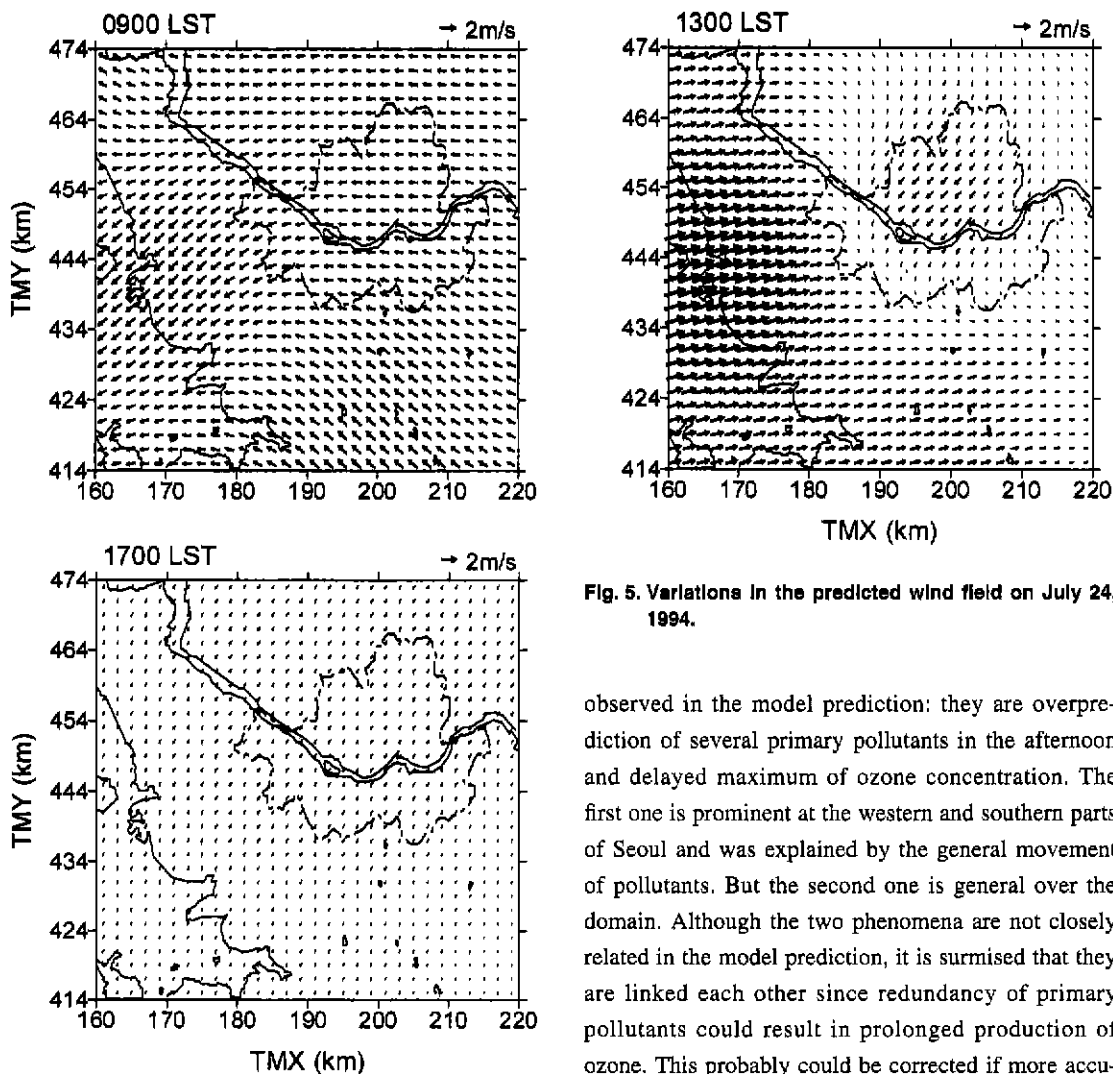 0900 LST → 2m/s
474
464
454
444
434
424
414
160 170 180 190 200 210 220
TMY (km)
1300 LST → 2m/s
474
464
454
444
434
424
414
160 170 180 190 200 210 220
TMX (km)
1700 LST → 2m/s
474
464
454
444
434
424
414
160 170 180 190 200 210 220
TMY (km)
TMX (km)
Fig. 5. Variations in the predicted wind field on July 24,
1994.
observed in the model prediction: they are overpre-
diction of several primary pollutants in the afternoon
and delayed maximum of ozone concentration. The
first one is prominent at the western and southern parts
of Seoul and was explained by the general movement
of pollutants. But the second one is general over the
domain. Although the two phenomena are not closely
related in the model prediction, it is surmised that they
are linked each other since redundancy of primary
pollutants could result in prolonged production of
ozone. This probably could be corrected if more accu-